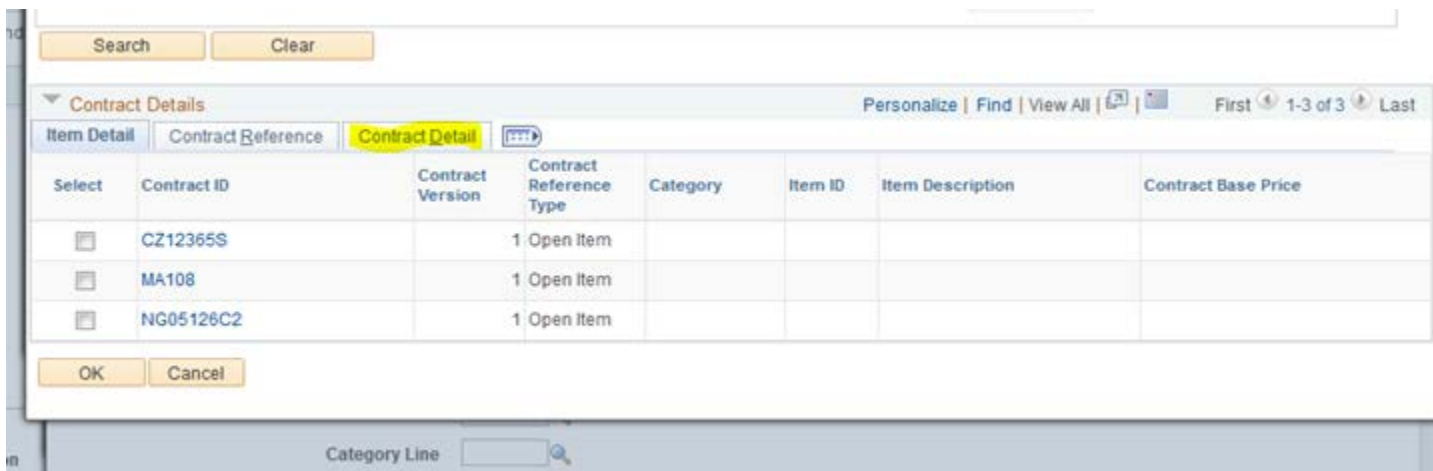 Search Clear
Contract Details Personalize | Find | View All | | First 1-3 of 3 Last
Item Detail Contract Reference Contract Detail
Select Contract ID Contract Version Contract Reference Type Category Item ID Item Description Contract Base Price
CZ12365S 1 Open Item
MA108 1 Open Item
NG05126C2 1 Open Item
OK Cancel
Category Line